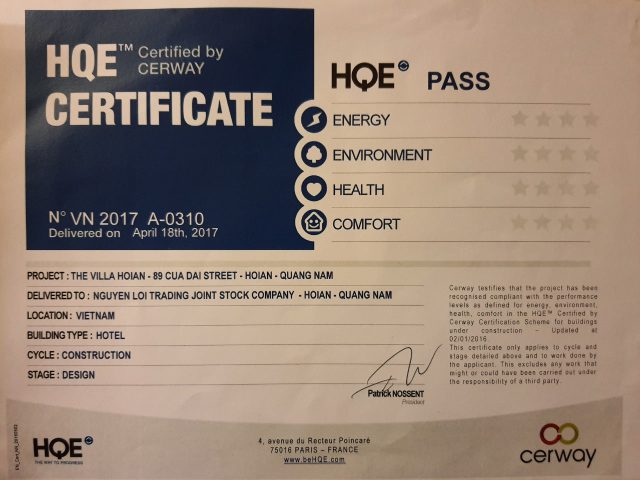 HQE™ Certified by
CERWAY
CERTIFICATE
N° VN 2017 A-0310
Delivered on April 18th, 2017
HQE PASS
ENERGY
ENVIRONMENT
HEALTH
COMFORT
PROJECT : THE VILLA HOIAN - 89 CUA DAI STREET - HOIAN - QUANG NAM
DELIVERED TO : NGUYEN LOI TRADING JOINT STOCK COMPANY - HOIAN - QUANG NAM
LOCATION : VIETNAM
BUILDING TYPE : HOTEL
CYCLE : CONSTRUCTION
STAGE : DESIGN
Patrick NOSSENT
President
Cerway testifies that the project has been
recognised compliant with the performance
levels as defined for energy, environment,
health, comfort in the HQE™ Certified by
Cerway Certification Scheme for buildings
under construction – Updated at
02/01/2016.
This certificate only applies to cycle and
stage detailed above and to work done by
the applicant. This excludes any work that
might or could have been carried out under
the responsibility of a third party.
HQE
THE WAY TO PROGRESS
4, avenue du Recteur Poincaré
75016 PARIS – FRANCE
www.beHQE.com
cerway